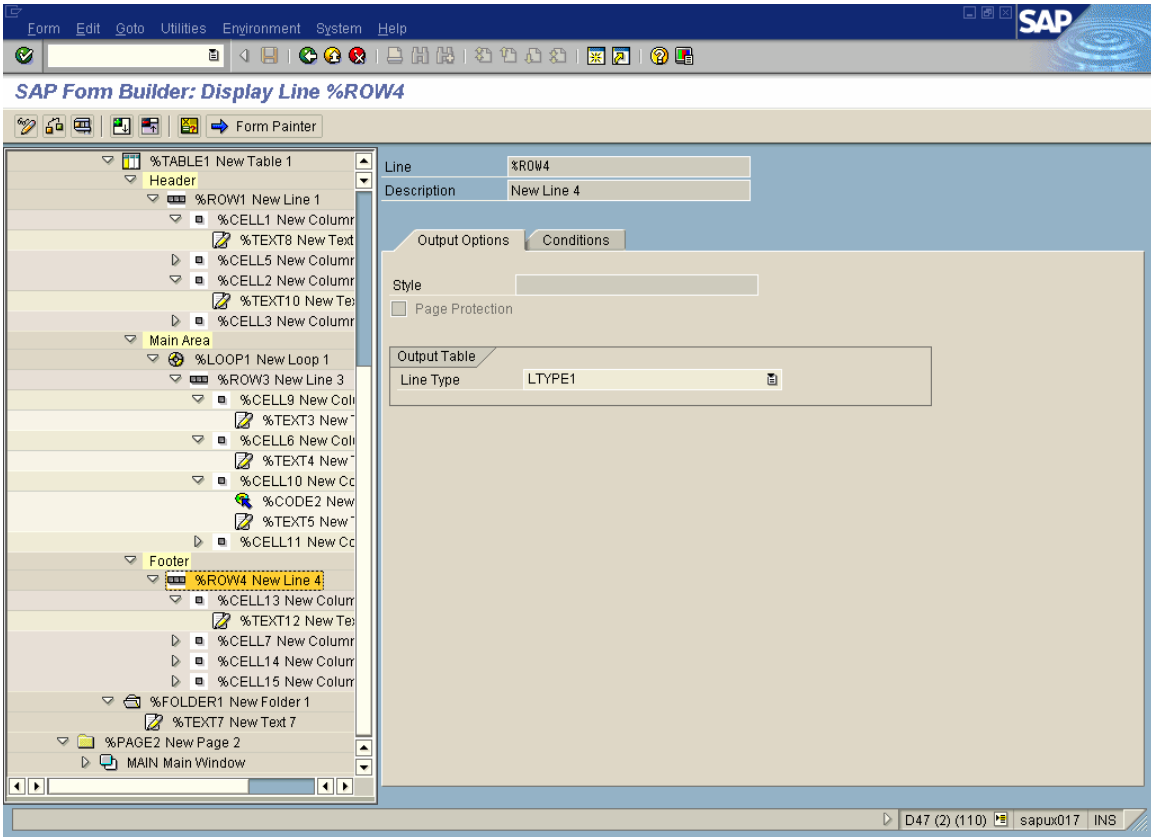 Form Edit Goto Utilities Environment System Help
SAP
SAP Form Builder: Display Line %ROW4
Form Painter
%TABLE1 New Table 1
Header
%ROW1 New Line 1
%CELL1 New Column
%TEXT8 New Text
%CELL5 New Column
%CELL2 New Column
%TEXT10 New Te
%CELL3 New Column
Main Area
%LOOP1 New Loop 1
%ROW3 New Line 3
%CELL9 New Col
%TEXT3 New
%CELL6 New Col
%TEXT4 New
%CELL10 New Co
%CODE2 New
%TEXT5 New
%CELL11 New Co
Footer
%ROW4 New Line 4
%CELL13 New Colum
%TEXT12 New Te
%CELL7 New Column
%CELL14 New Colum
%CELL15 New Colum
%FOLDER1 New Folder 1
%TEXT7 New Text 7
%PAGE2 New Page 2
MAIN Main Window
Line %ROW4
Description New Line 4
Output Options Conditions
Style
Page Protection
Output Table
Line Type LTYPE1
D47 (2) (110) sapux017 INS